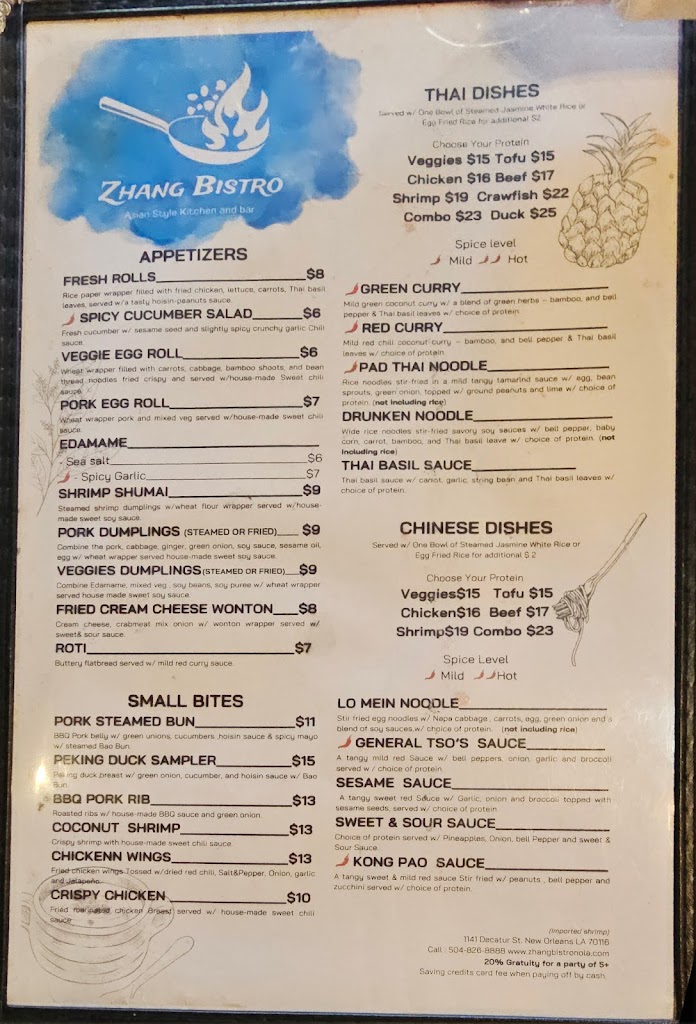 ZHANG BISTRO
Asian Style Kitchen and bar
APPETIZERS
FRESH ROLLS $8
Rice paper wrapper filled with fried chicken, lettuce, carrots, Thai basil
leaves, served w/a tasty hoisin-peanuts sauce.
SPICY CUCUMBER SALAD $6
Fresh cucumber w/ sesame seed and slightly spicy crunchy garlic Chili
sauce.
VEGGIE EGG ROLL $6
Wheat wrapper filled with carrots, cabbage, bamboo shoots, and bean
thread noodles fried crispy and served w/house-made Sweet chili
sauce.
PORK EGG ROLL $7
Wheat wrapper pork and mixed veg served w/house-made sweet chili
sauce.
EDAMAME
- Sea salt $6
- Spicy Garlic $7
SHRIMP SHUMAI $9
Steamed shrimp dumplings w/wheat flour wrapper served w/house-
made sweet soy sauce.
PORK DUMPLINGS (STEAMED OR FRIED) $9
Combine the pork, cabbage, ginger, green onion, soy sauce, sesame oil,
egg w/ wheat wrapper served house-made sweet soy sauce.
VEGGIES DUMPLINGS (STEAMED OR FRIED) $9
Combine Edamame, mixed veg, soy beans, soy puree w/ wheat wrapper
served house made sweet soy sauce.
FRIED CREAM CHEESE WONTON $8
Cream cheese, crabmeat mix onion w/ wonton wrapper served w/
sweet& sour sauce.
ROTI $7
Buttery flatbread served w/ mild red curry sauce.
SMALL BITES
PORK STEAMED BUN $11
BBQ Pork belly w/ green onions, cucumbers ,hoisin sauce & spicy mayo
w/ steamed Bao Bun.
PEKING DUCK SAMPLER $15
Peking duck breast w/ green onion, cucumber, and hoisin sauce w/ Bao
Bun.
BBQ PORK RIB $13
Roasted ribs w/ house-made BBQ sauce and green onion.
COCONUT SHRIMP $13
Crispy shrimp with house-made sweet chili sauce.
CHICKENN WINGS $13
Fried chicken wings Tossed w/dried red chili, Salt&Pepper, Onion, garlic
and Jalapeño.
CRISPY CHICKEN $10
Fried marinated chicken Breast served w/ house-made sweet chili
sauce.
THAI DISHES
Served w/ One Bowl of Steamed Jasmine White Rice or
Egg Fried Rice for additional $2
Choose Your Protein
Veggies $15 Tofu $15
Chicken $16 Beef $17
Shrimp $19 Crawfish $22
Combo $23 Duck $25
Spice level
Mild Hot
GREEN CURRY
Mild green coconut curry w/ a blend of green herbs – bamboo, and bell
pepper & Thai basil leaves w/ choice of protein.
RED CURRY
Mild red chili coconut curry – bamboo, and bell pepper & Thai basil
leaves w/ choice of protein.
PAD THAI NOODLE
Rice noodles stir-fried in a mild tangy tamarind sauce w/ egg, bean
sprouts, green onion, topped w/ ground peanuts and lime w/ choice of
protein. (not including rice)
DRUNKEN NOODLE
Wide rice noodles stir-fried savory soy sauces w/ bell pepper, baby
corn, carrot, bamboo, and Thai basil leave w/ choice of protein. (not
including rice)
THAI BASIL SAUCE
Thai basil sauce w/ carrot, garlic, string bean and Thai basil leaves w/
choice of protein.
CHINESE DISHES
Served w/ One Bowl of Steamed Jasmine White Rice or
Egg Fried Rice for additional $ 2
Choose Your Protein
Veggies$15 Tofu $15
Chicken$16 Beef $17
Shrimp$19 Combo $23
Spice Level
Mild Hot
LO MEIN NOODLE
Stir fried egg noodles w/ Napa cabbage, carrots, egg, green onion and a
blend of soy sauces.w/ choice of protein. (not including rice)
GENERAL TSO'S SAUCE
A tangy mild red Sauce w/ bell peppers, onion, garlic and broccoli
served w/ choice of protein.
SESAME SAUCE
A tangy sweet red Sauce w/ Garlic, onion and broccoli topped with
sesame seeds, served w/ choice of protein.
SWEET & SOUR SAUCE
Choice of protein served w/ Pineapples, Onion, bell Pepper and sweet &
Sour Sauce.
KONG PAO SAUCE
A tangy sweet & mild red sauce Stir fried w/ peanuts , bell pepper and
zucchini served w/ choice of protein.
(Imported shrimp)
1141 Decatur St, New Orleans LA 70116
Call : 504-826-8888 www.zhangbistronola.com
20% Gratuity for a party of 5+
Saving credits card fee when paying off by cash.